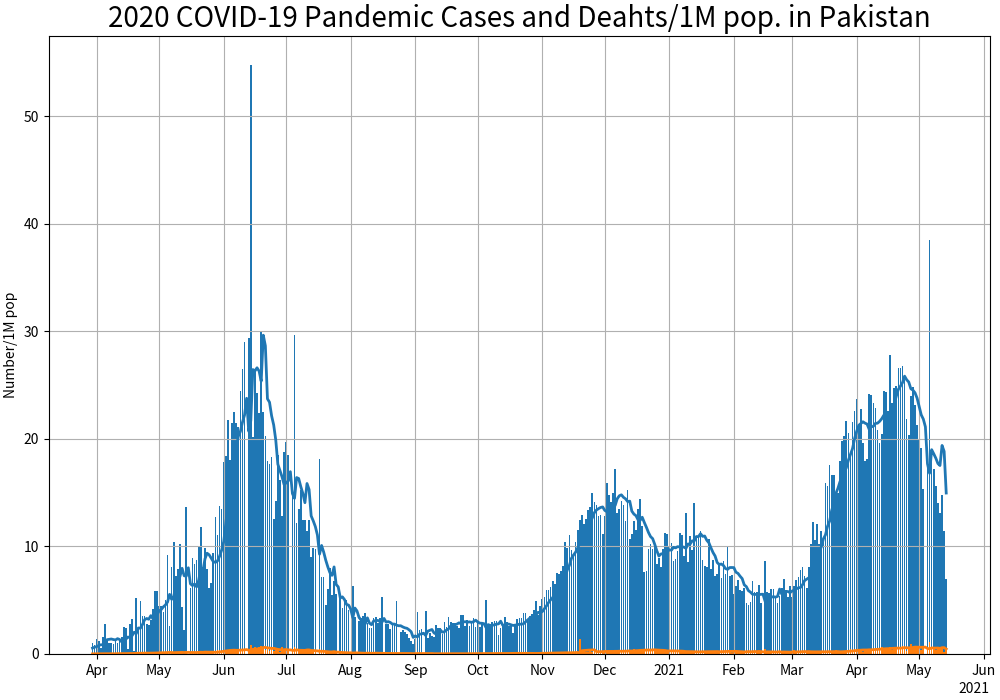 2020 COVID-19 Pandemic Cases and Deahts/1M pop. in Pakistan
Number/1M pop
50
40
30
20
10
0
Apr May Jun Jul Aug Sep Oct Nov Dec 2021 Feb Mar Apr May Jun
2021